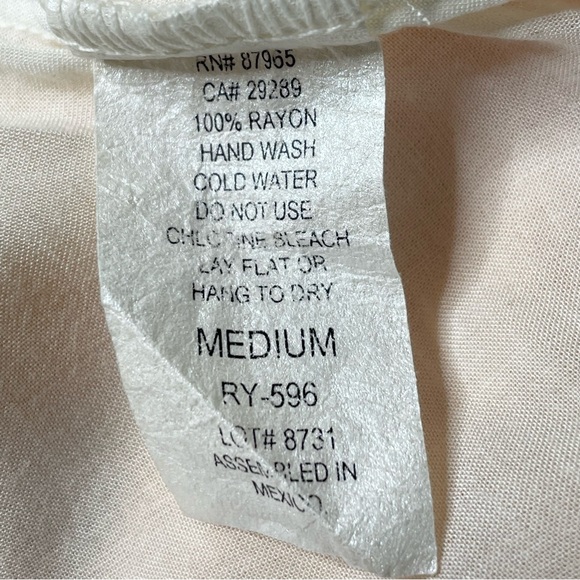 RN# 87965
CA# 29289
100% RAYON
HAND WASH
COLD WATER
DO NOT USE
CHLORINE BLEACH
LAY FLAT OR
HANG TO DRY
MEDIUM
RY-596
LOT# 8731
ASSEMBLED IN
MEXICO.